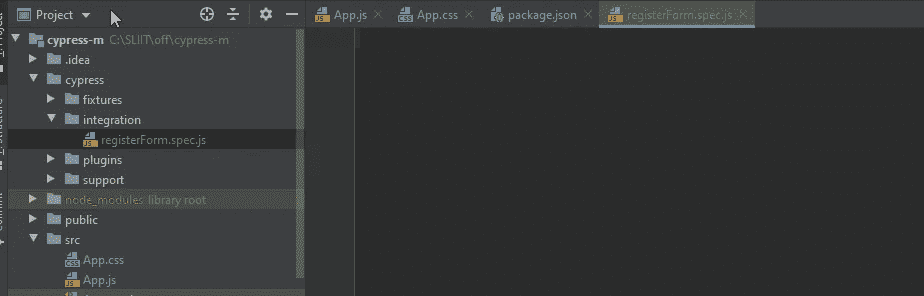 Project
App.js
App.css
package.json
registerForm.spec.js
cypress-m C:\SLIIT\off\cypress-m
.idea
cypress
fixtures
integration
registerForm.spec.js
plugins
support
node_modules library root
public
src
App.css
App.js